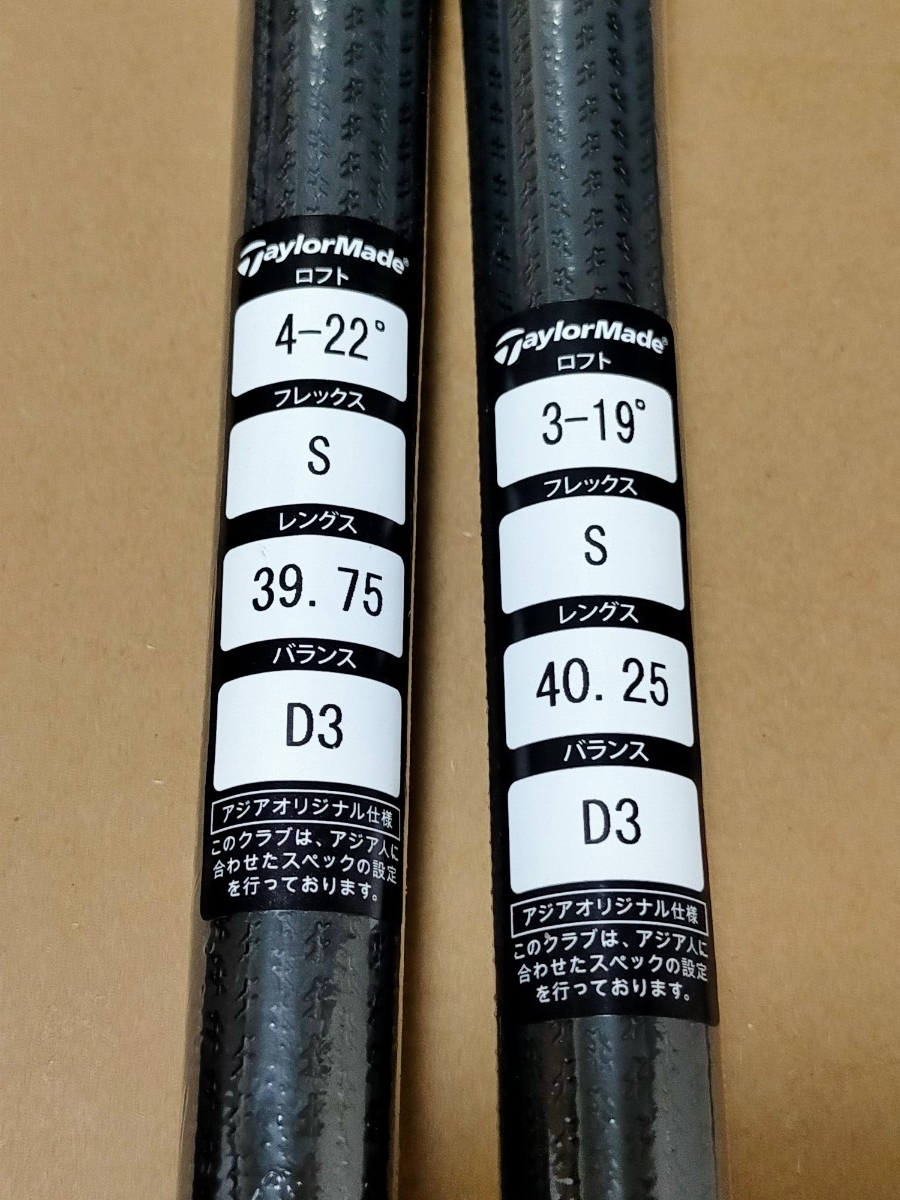 TaylorMade®
ロフト
4-22°
フレックス
S
レングス
39.75
バランス
D3
アジアオリジナル仕様
このクラブは、アジア人に
合わせたスペックの設定
を行っております。
TaylorMade®
ロフト
3-19°
フレックス
S
レングス
40.25
バランス
D3
アジアオリジナル仕様
このクラブは、アジア人に
合わせたスペックの設定
を行っております。